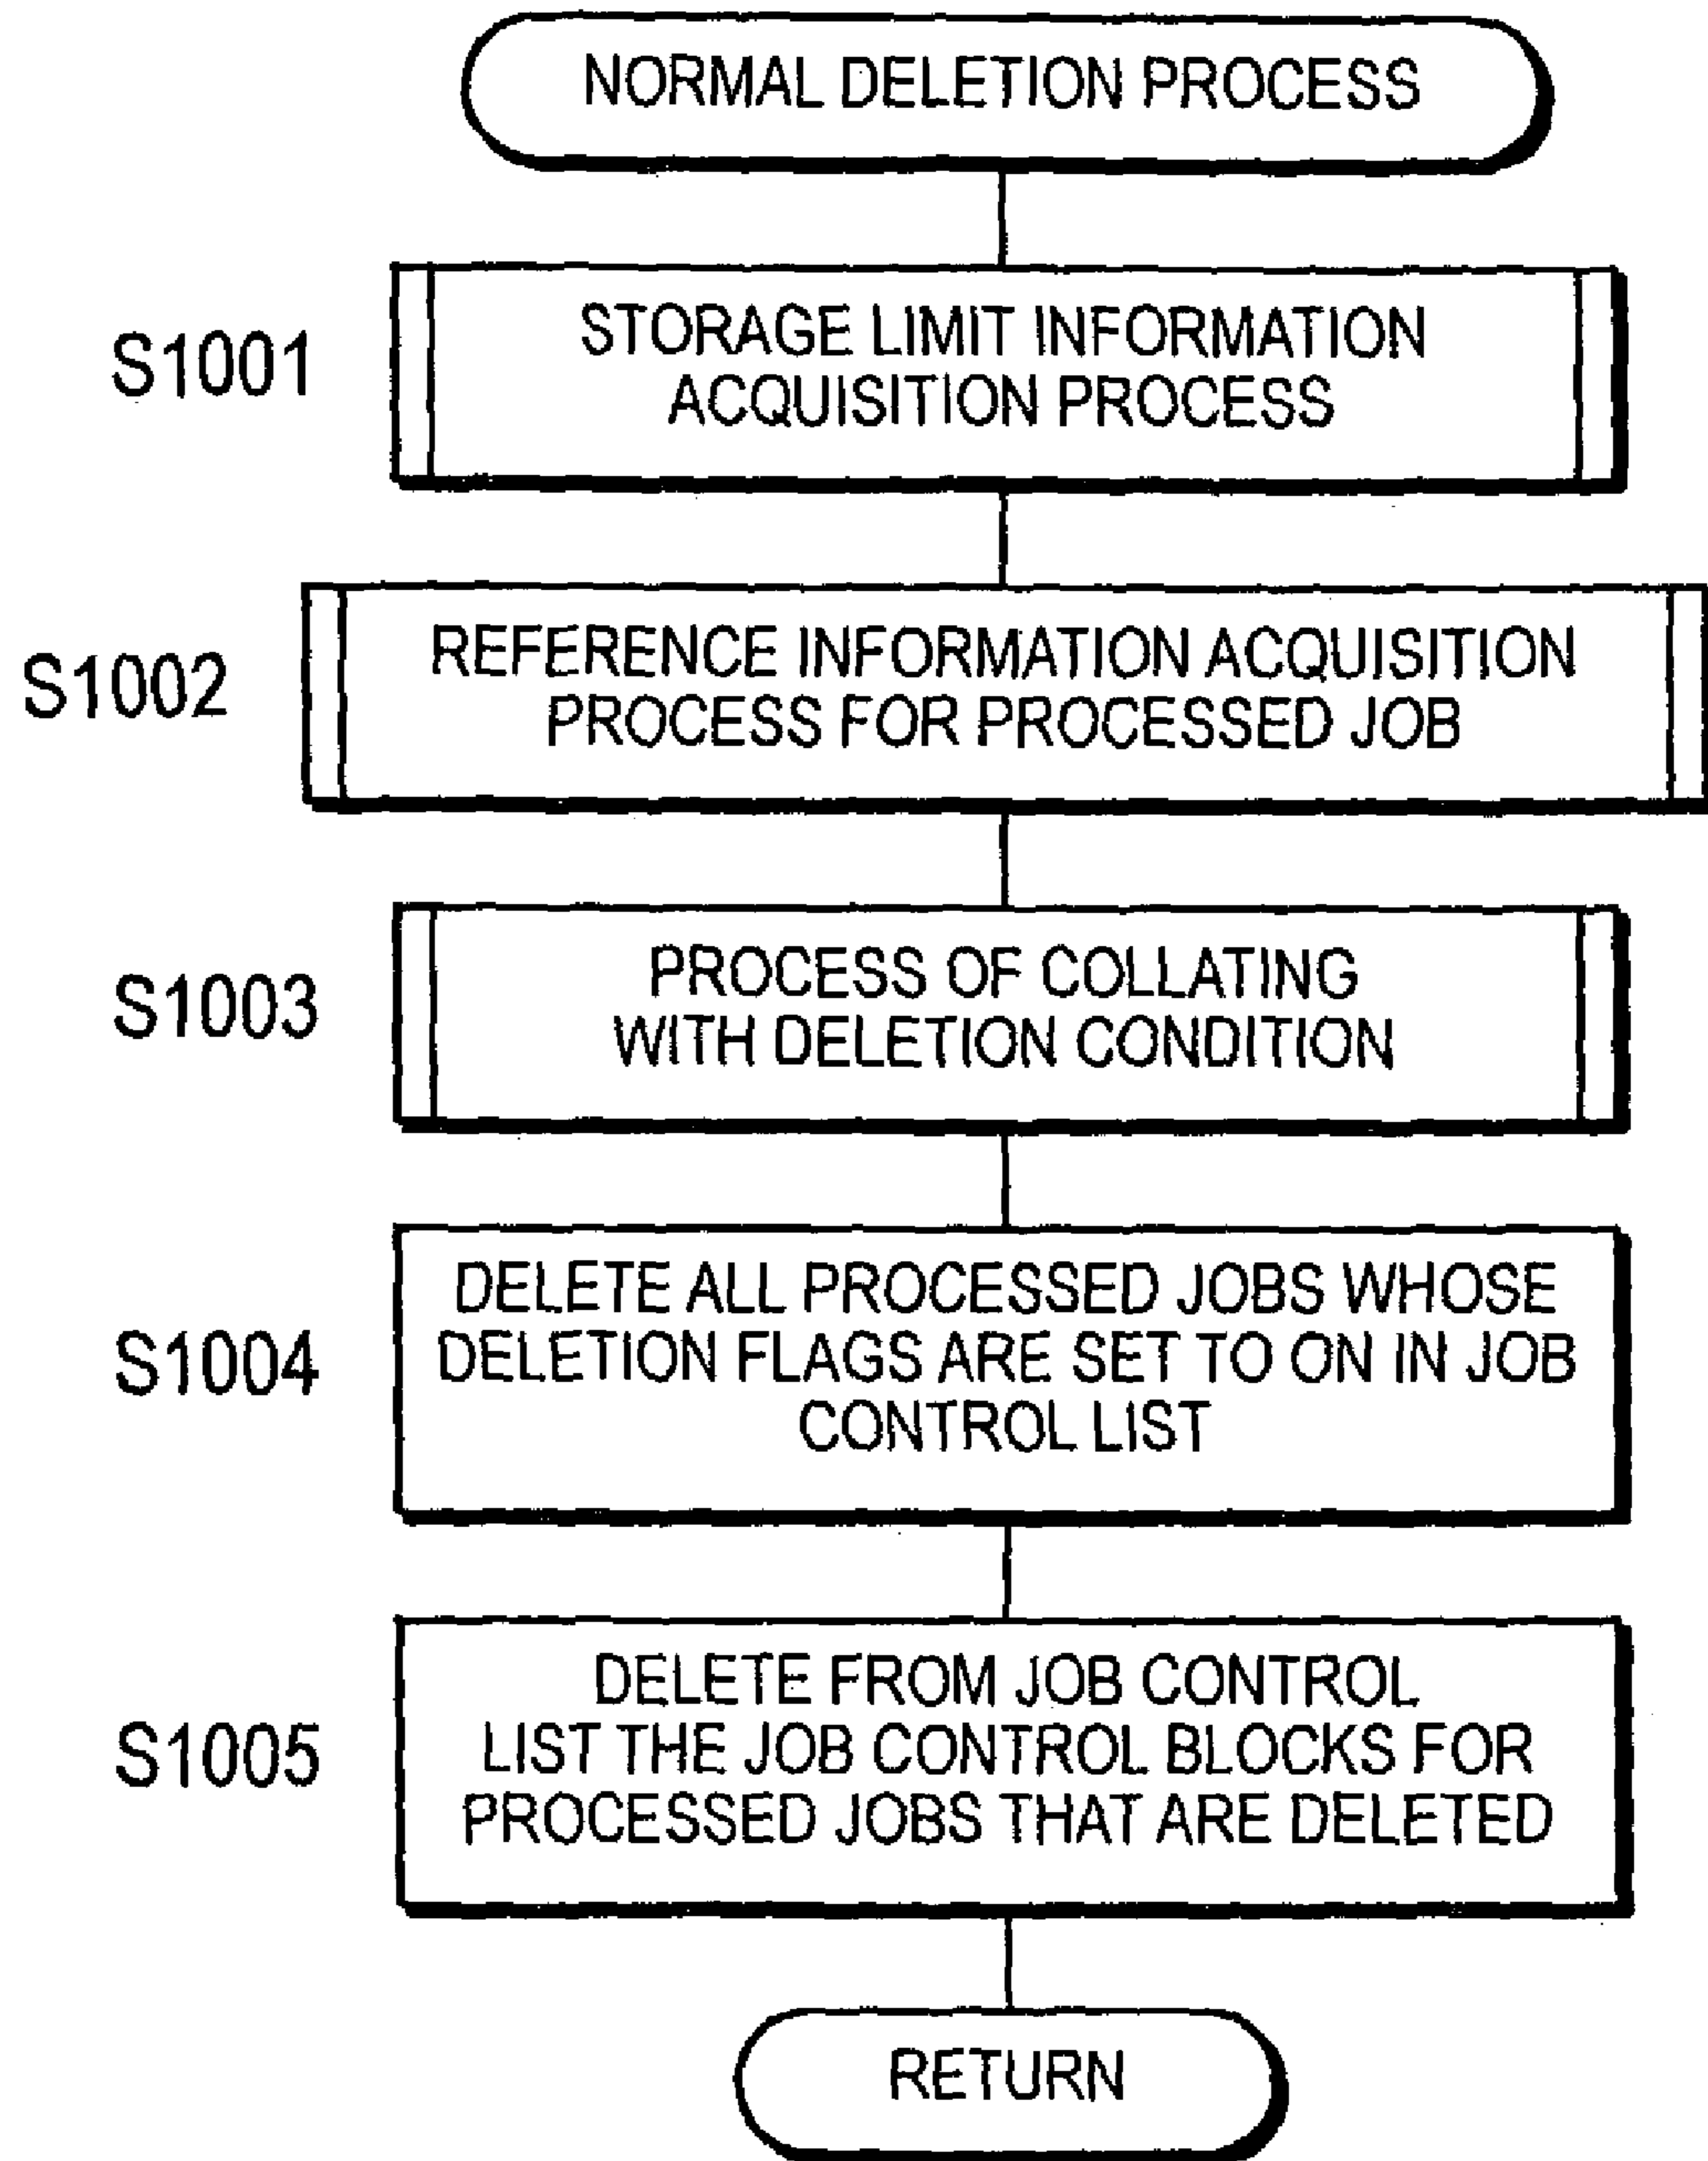 NORMAL DELETION PROCESS
S1001
STORAGE LIMIT INFORMATION
ACQUISITION PROCESS
S1002
REFERENCE INFORMATION ACQUISITION
PROCESS FOR PROCESSED JOB
S1003
PROCESS OF COLLATING
WITH DELETION CONDITION
S1004
DELETE ALL PROCESSED JOBS WHOSE
DELETION FLAGS ARE SET TO ON IN JOB
CONTROL LIST
S1005
DELETE FROM JOB CONTROL
LIST THE JOB CONTROL BLOCKS FOR
PROCESSED JOBS THAT ARE DELETED
RETURN